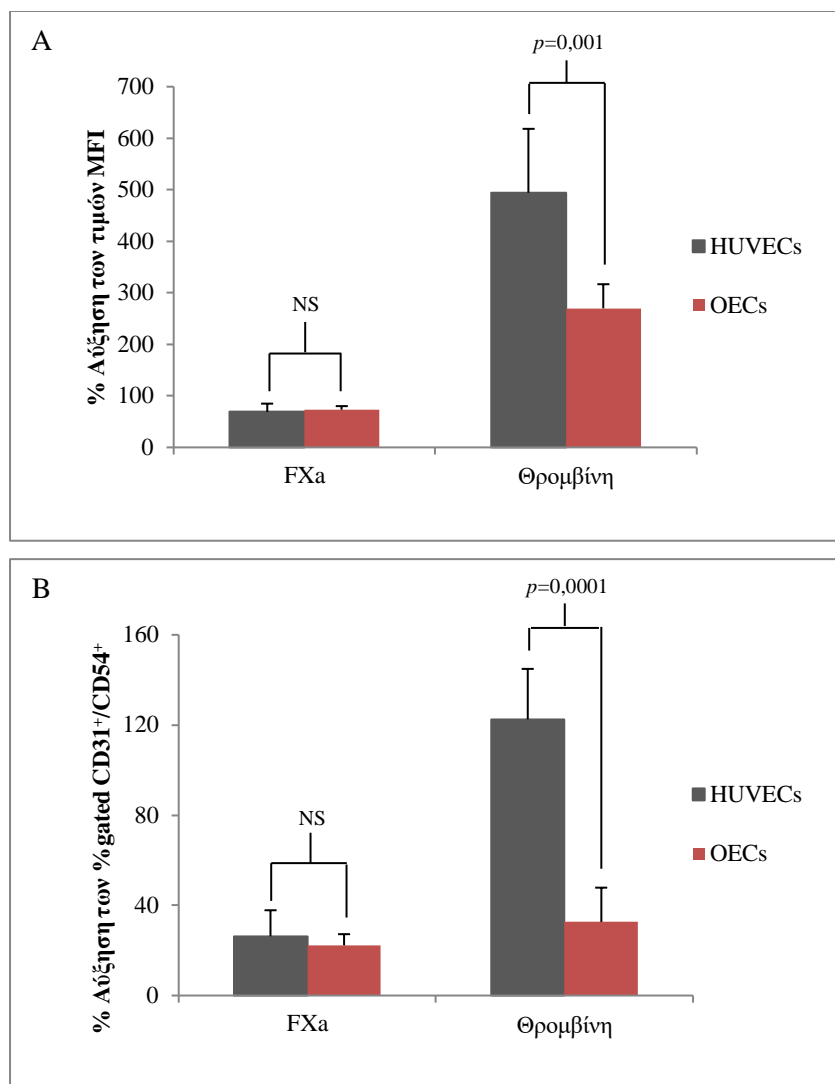 A
p=0,001
700
600
500
400
300
200
100
0
% Αύξηση των τιμών MFI
NS
FXa
Θρομβίνη
HUVECs
OECs
B
p=0,0001
160
120
80
40
0
% Αύξηση των %gated CD31⁺/CD54⁺
NS
FXa
Θρομβίνη
HUVECs
OECs